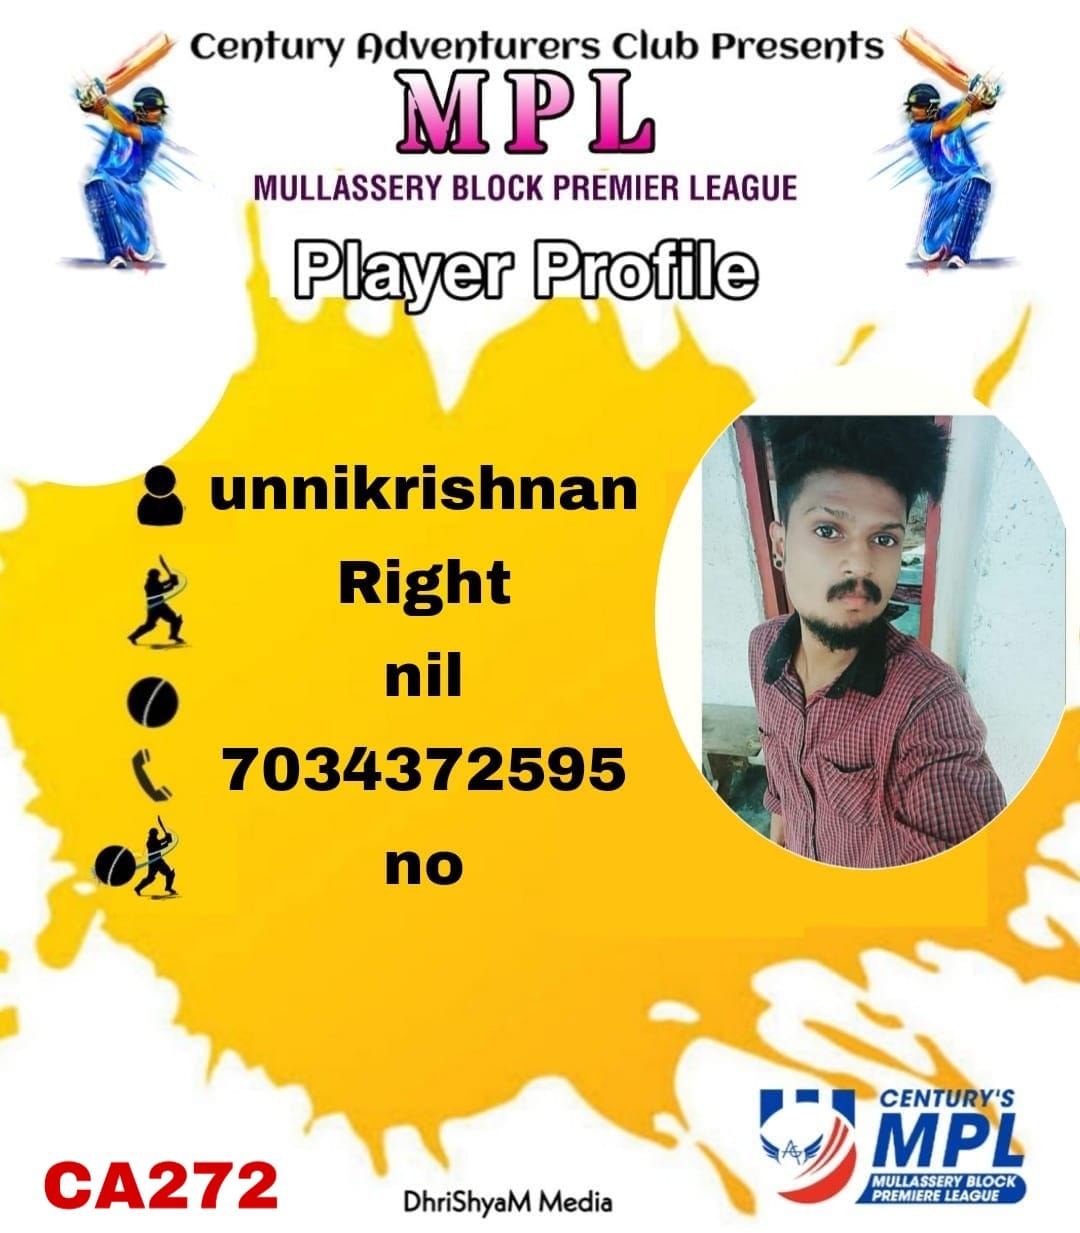 Century Adventurers Club Presents
MPL
MULLASSERY BLOCK PREMIER LEAGUE
Player Profile
unnikrishnan
Right
nil
7034372595
no
CA272
DhriShyaM Media
CENTURY'S
MPL
MULLASSERY BLOCK
PREMIERE LEAGUE